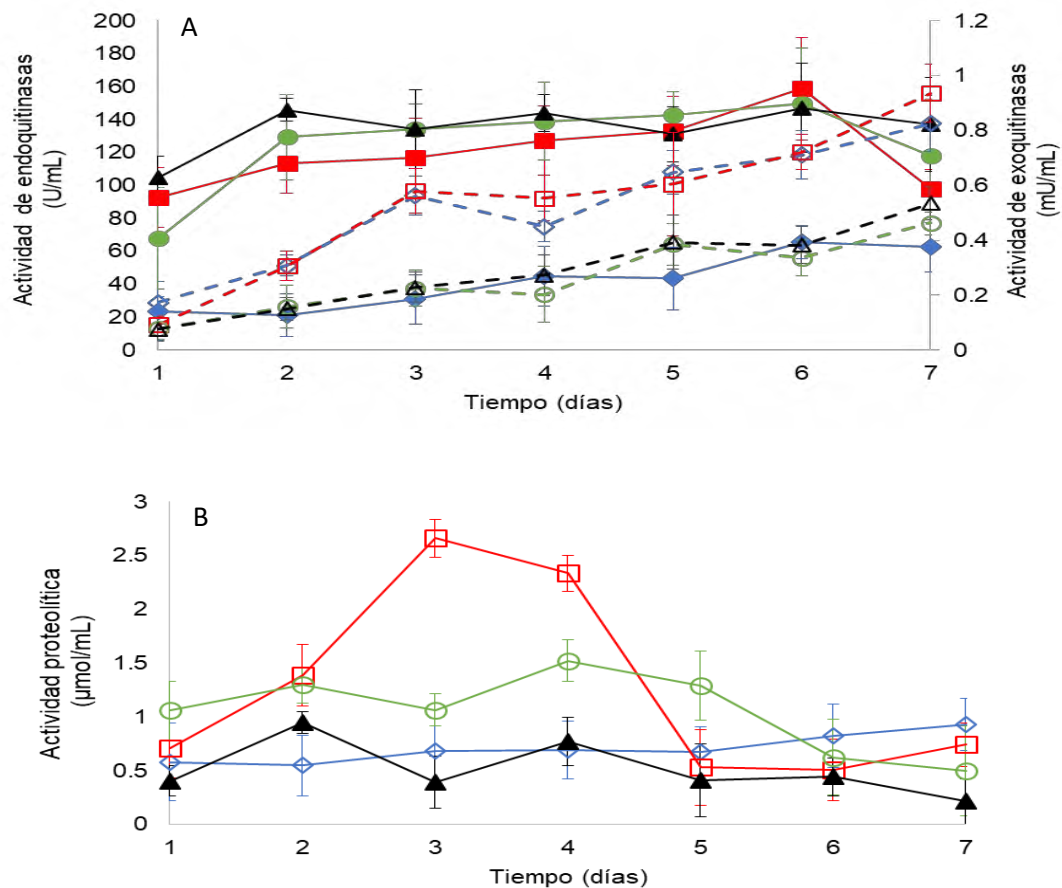 A
Actividad de endoquitinasas
(U/mL)
200
180
160
140
120
100
80
60
40
20
0
1.2
1
0.8
0.6
0.4
0.2
0
Actividad de exoquitinasas
(mU/mL)
1 2 3 4 5 6 7
Tiempo (días)
B
Actividad proteolítica
(µmol/mL)
3
2.5
2
1.5
1
0.5
0
1 2 3 4 5 6 7
Tiempo (días)